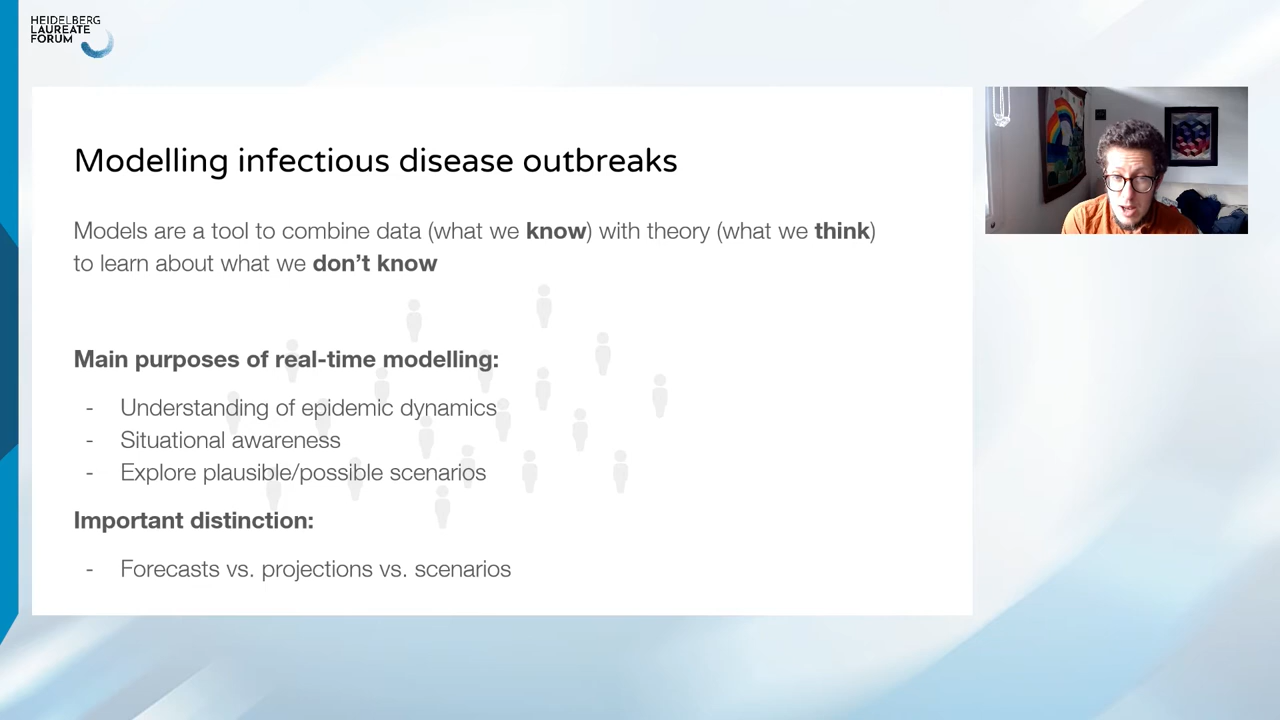 HEIDELBERG
LAUREATE
FORUM
Modelling infectious disease outbreaks
Models are a tool to combine data (what we know) with theory (what we think)
to learn about what we don’t know
Main purposes of real-time modelling:
- Understanding of epidemic dynamics
- Situational awareness
- Explore plausible/possible scenarios
Important distinction:
- Forecasts vs. projections vs. scenarios